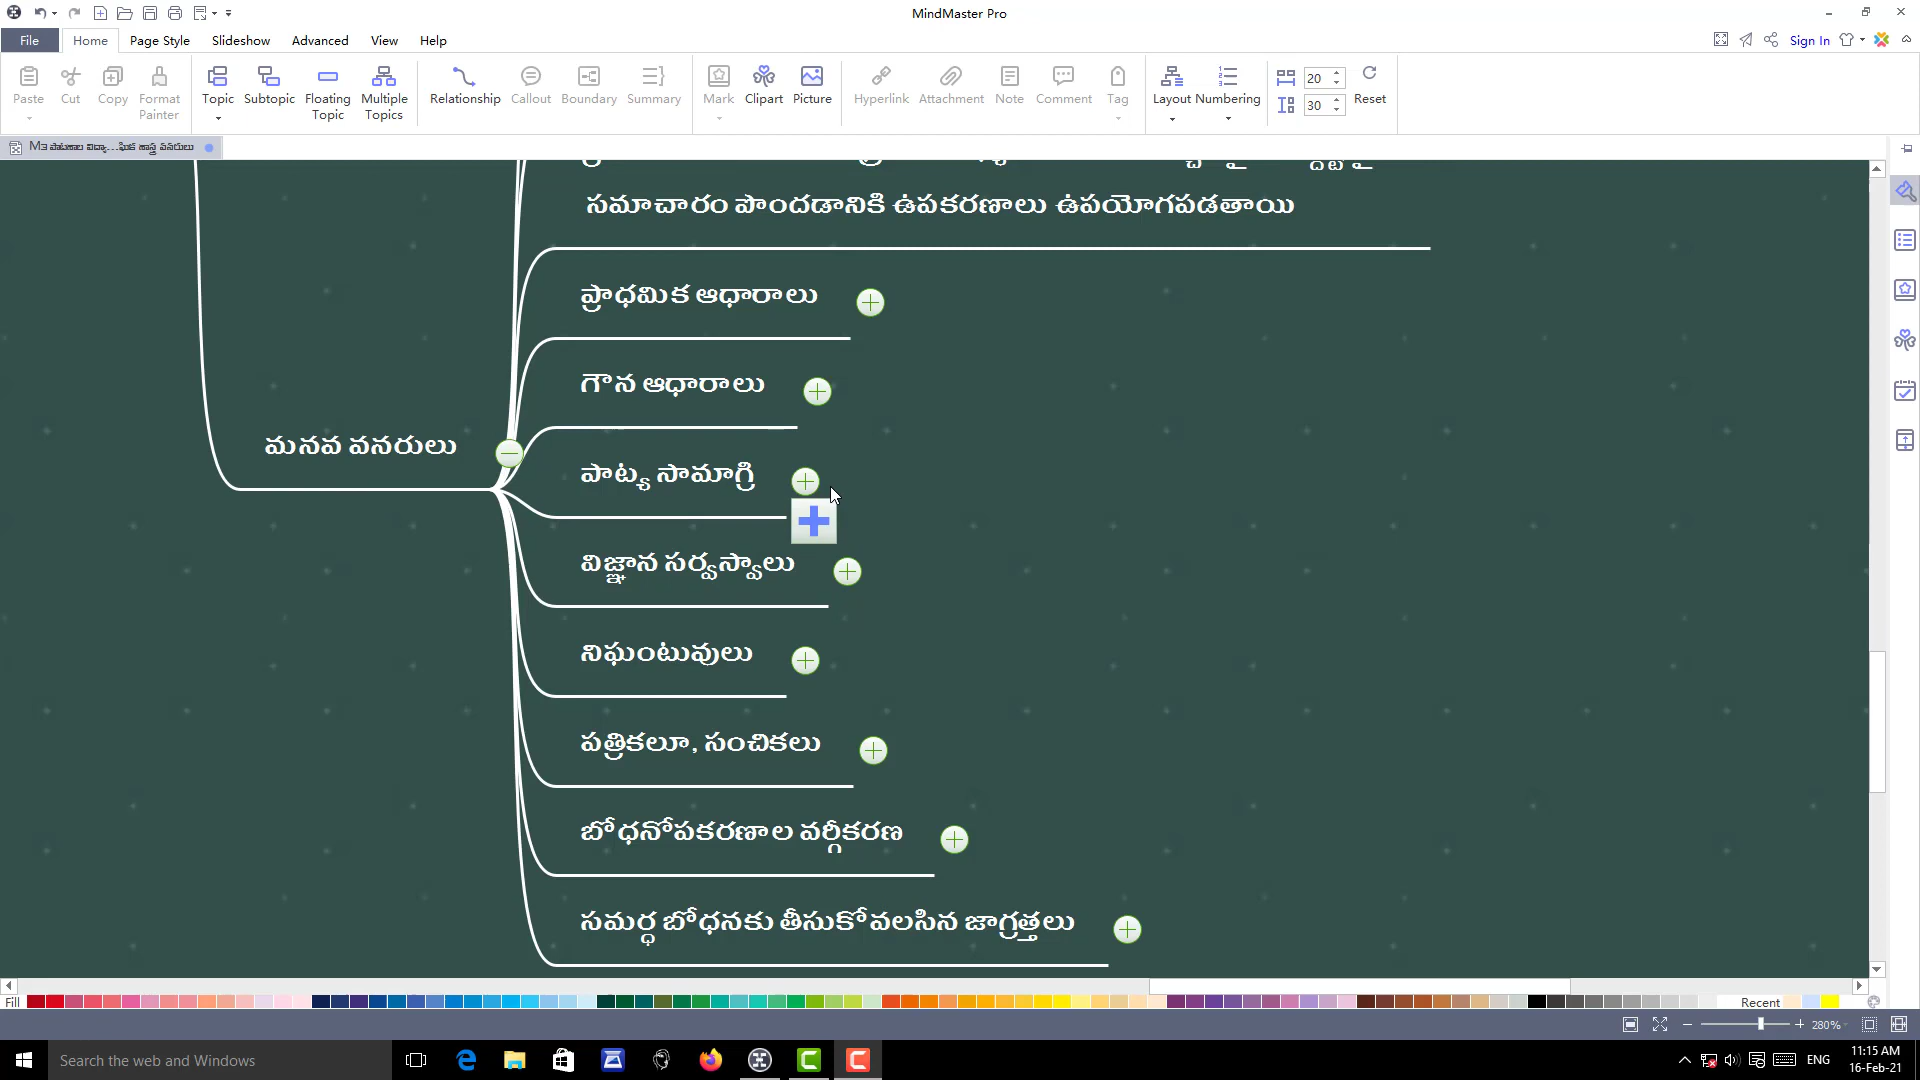 MindMaster Pro
File Home Page Style Slideshow Advanced View Help
Sign In
Paste Cut Copy Format Painter Topic Subtopic Floating Topic Multiple Topics Relationship Callout Boundary Summary Mark Clipart Picture Hyperlink Attachment Note Comment Tag Layout Numbering 20 30 Reset
సమాచారం పొందడానికి ఉపకరణాలు ఉపయోగపడతాయి
ప్రాధమిక ఆధారాలు
గౌన ఆధారాలు
మనవ వనరులు
పాట్య సామాగ్రి
విజ్ఞాన సర్వస్వాలు
నిఘంటువులు
పత్రికలూ, సంచికలు
బోధనోపకరణాల వర్గీకరణ
సమర్ధ బోధనకు తీసుకోవలసిన జాగ్రత్తలు
Fill
Recent
280%
Search the web and Windows
ENG
11:15 AM
16-Feb-21